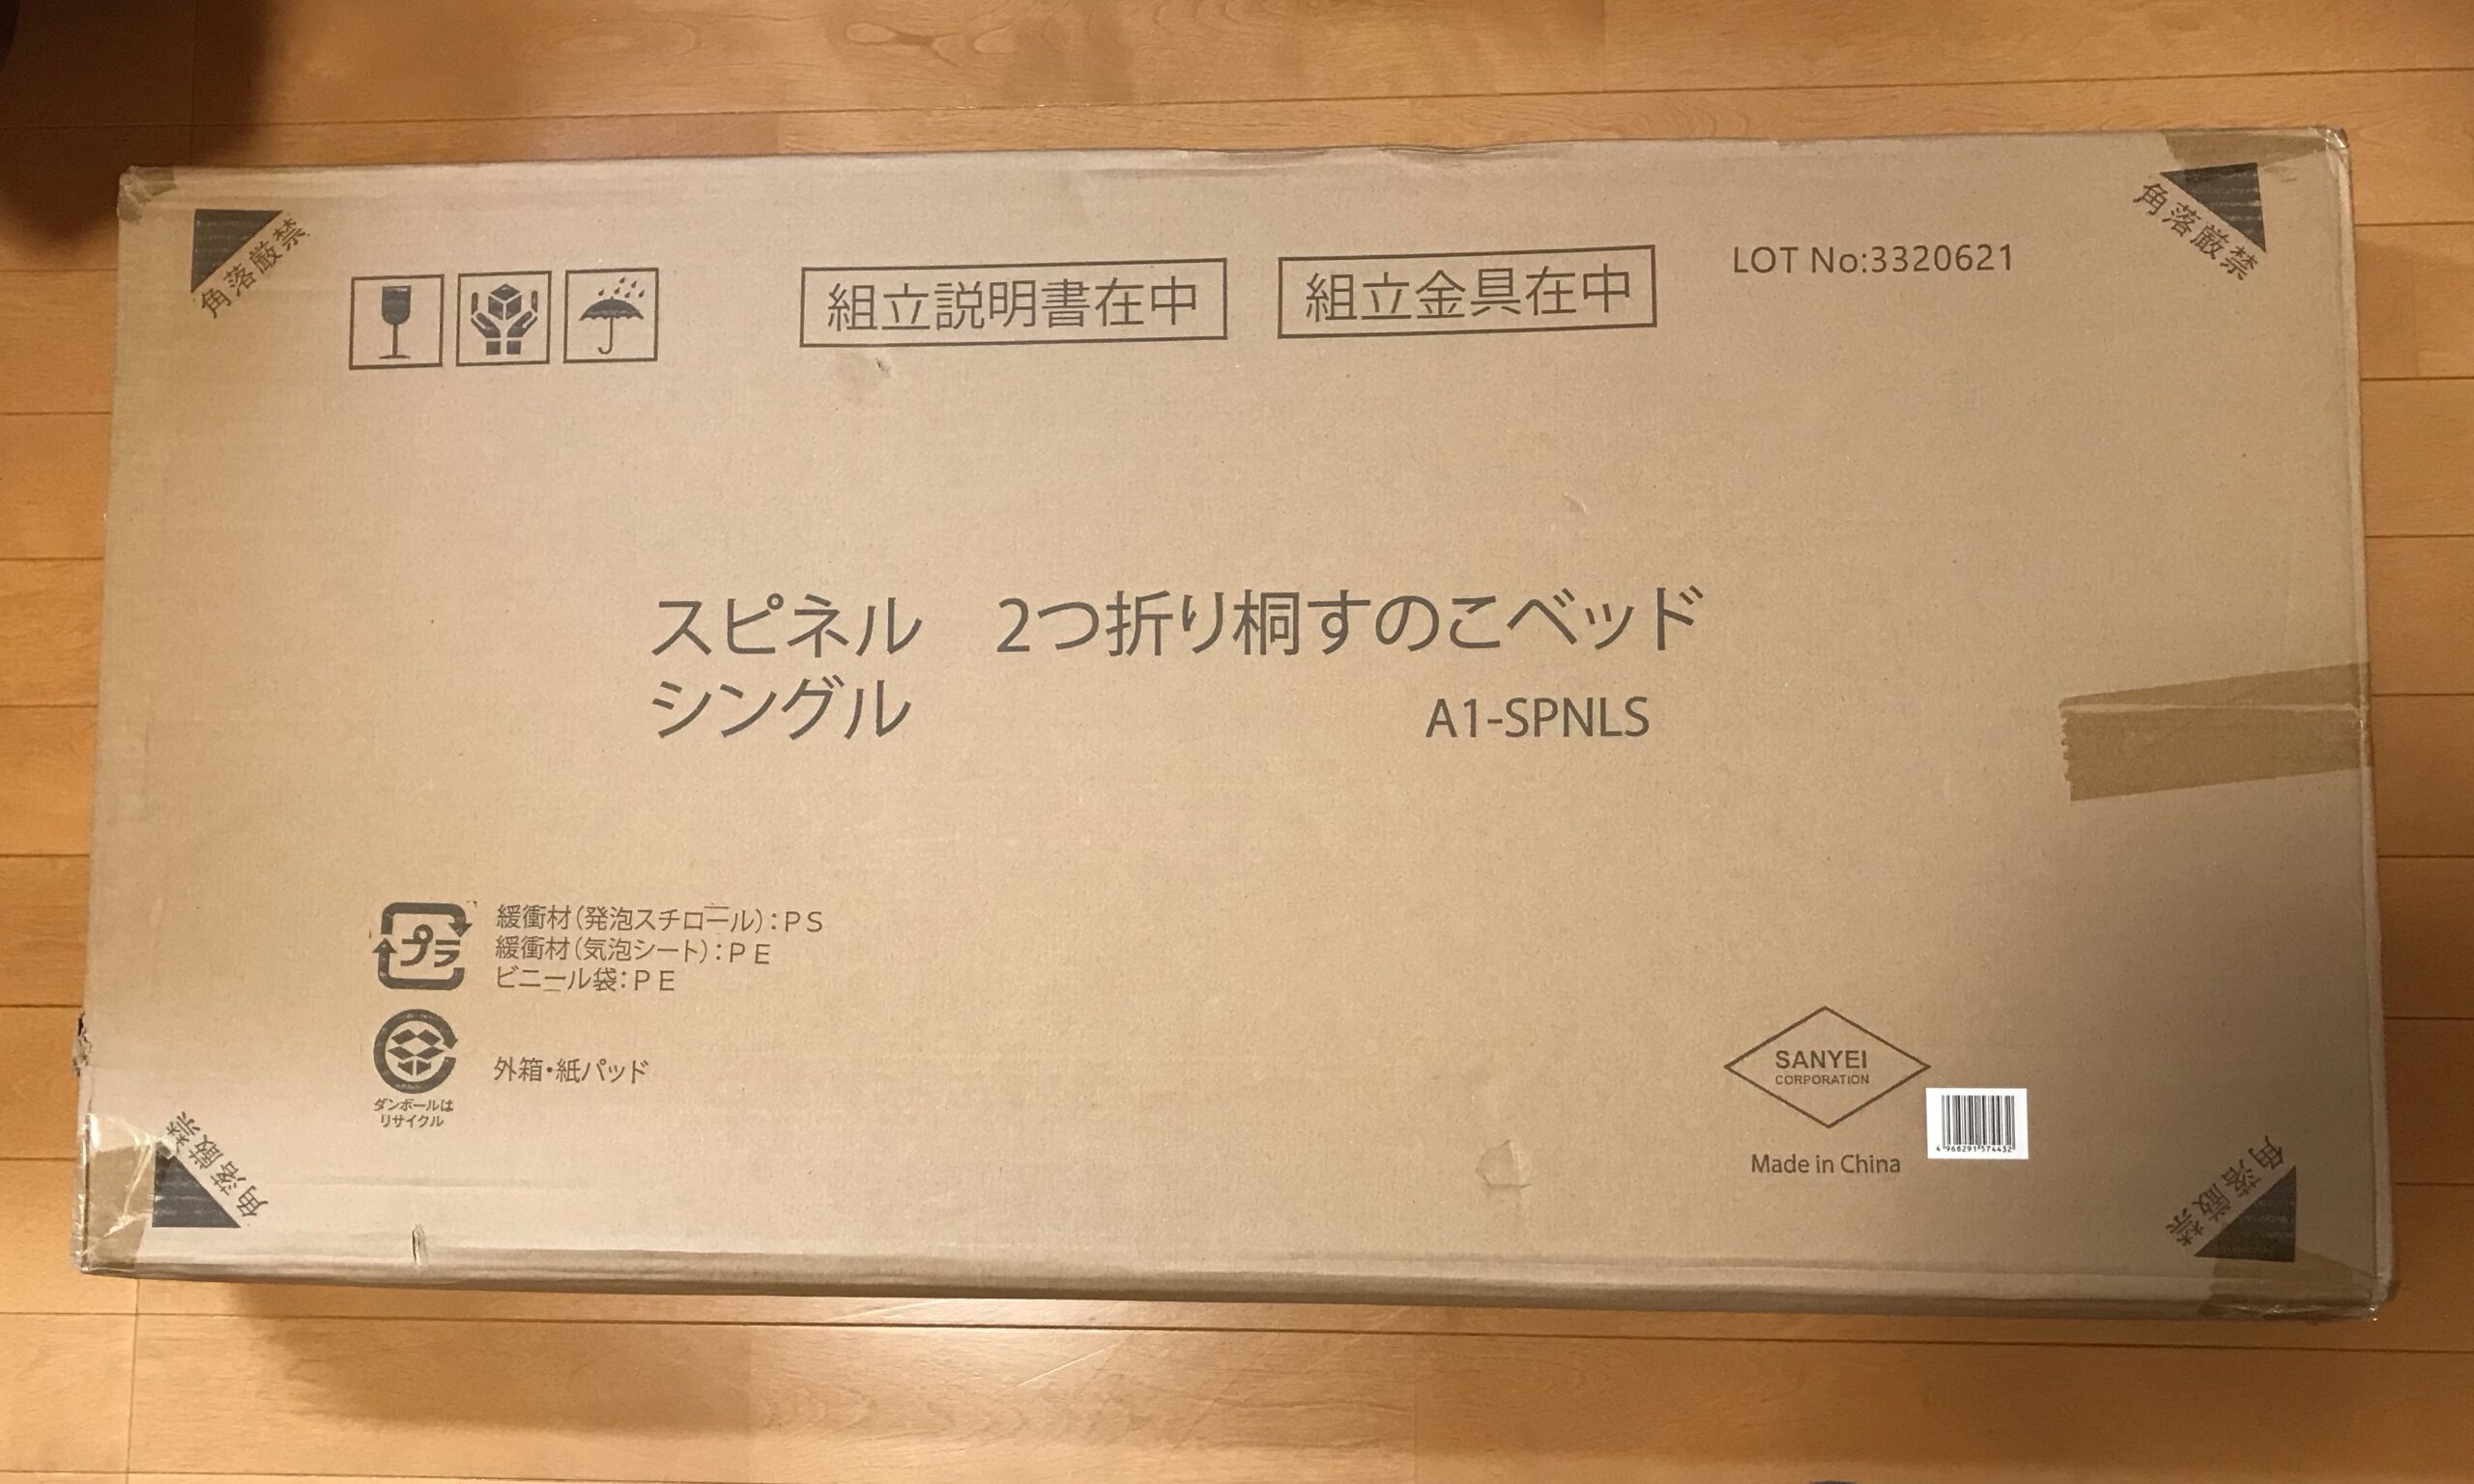 角落厳禁
角落厳禁
組立説明書在中
組立金具在中
LOT No:3320621
スピネル　2つ折り桐すのこベッド
シングル
A1-SPNLS
プラ
緩衝材(発泡スチロール):PS
緩衝材(気泡シート):PE
ビニール袋:PE
外箱・紙パッド
ダンボールは
リサイクル
SANYEI
CORPORATION
Made in China
4 968291 574432
角落厳禁
角落厳禁